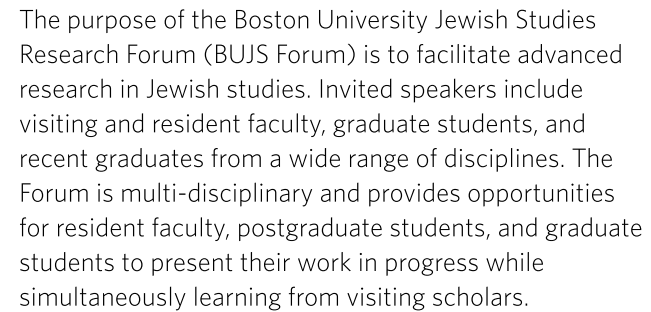 The purpose of the Boston University Jewish Studies
Research Forum (BUJS Forum) is to facilitate advanced
research in Jewish studies. Invited speakers include
visiting and resident faculty, graduate students, and
recent graduates from a wide range of disciplines. The
Forum is multi-disciplinary and provides opportunities
for resident faculty, postgraduate students, and graduate
students to present their work in progress while
simultaneously learning from visiting scholars.